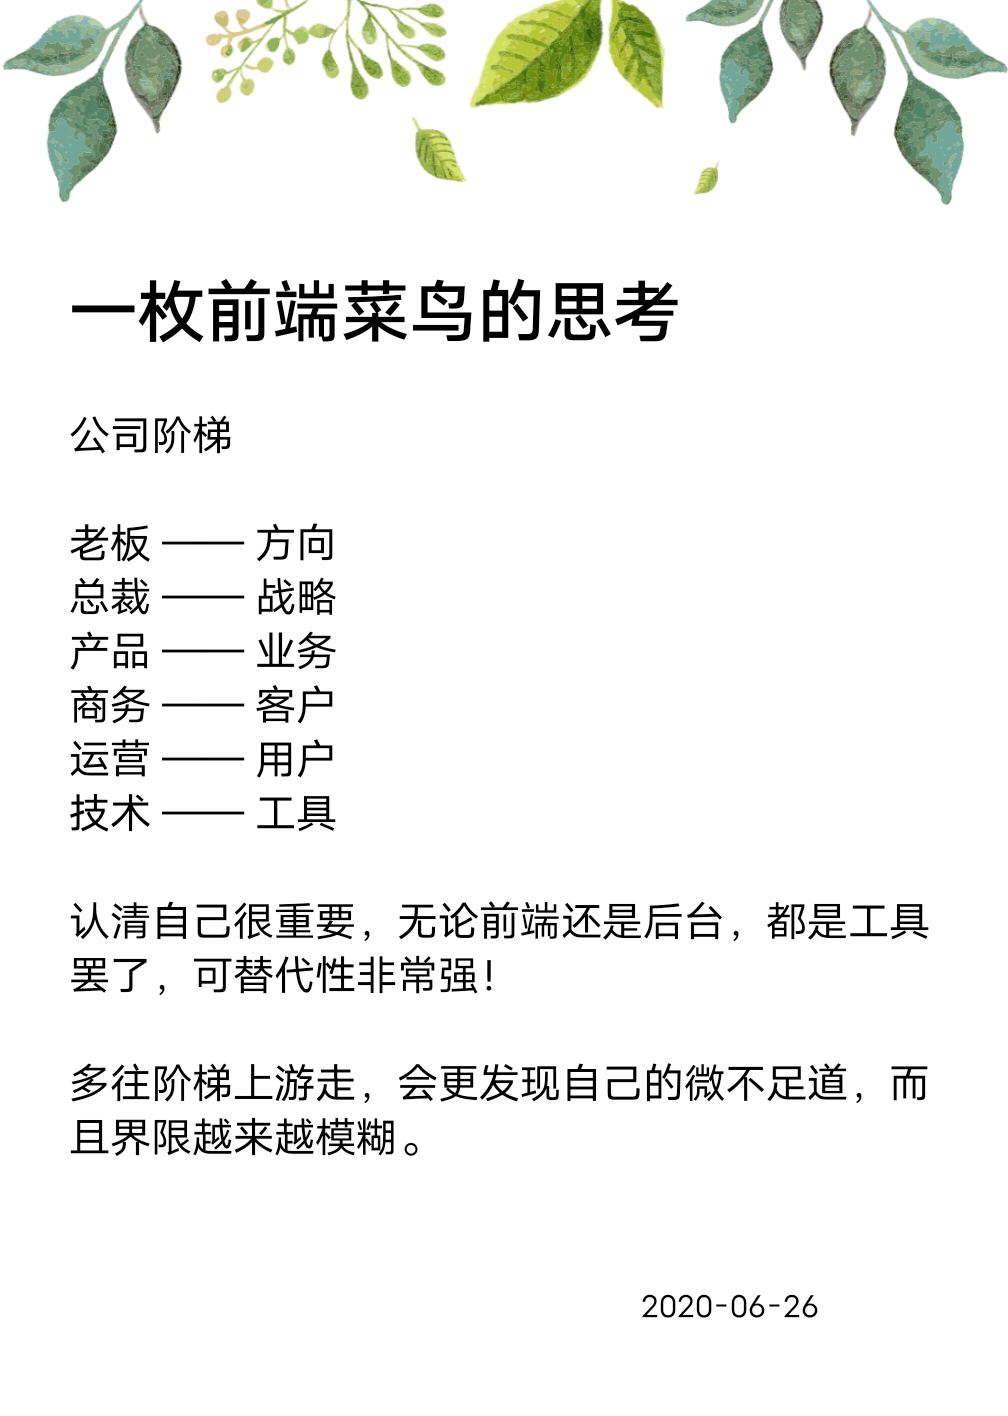 一枚前端菜鸟的思考
公司阶梯
老板 —— 方向
总裁 —— 战略
产品 —— 业务
商务 —— 客户
运营 —— 用户
技术 —— 工具
认清自己很重要，无论前端还是后台，都是工具
罢了，可替代性非常强！
多往阶梯上游走，会更发现自己的微不足道，而
且界限越来越模糊。
2020-06-26